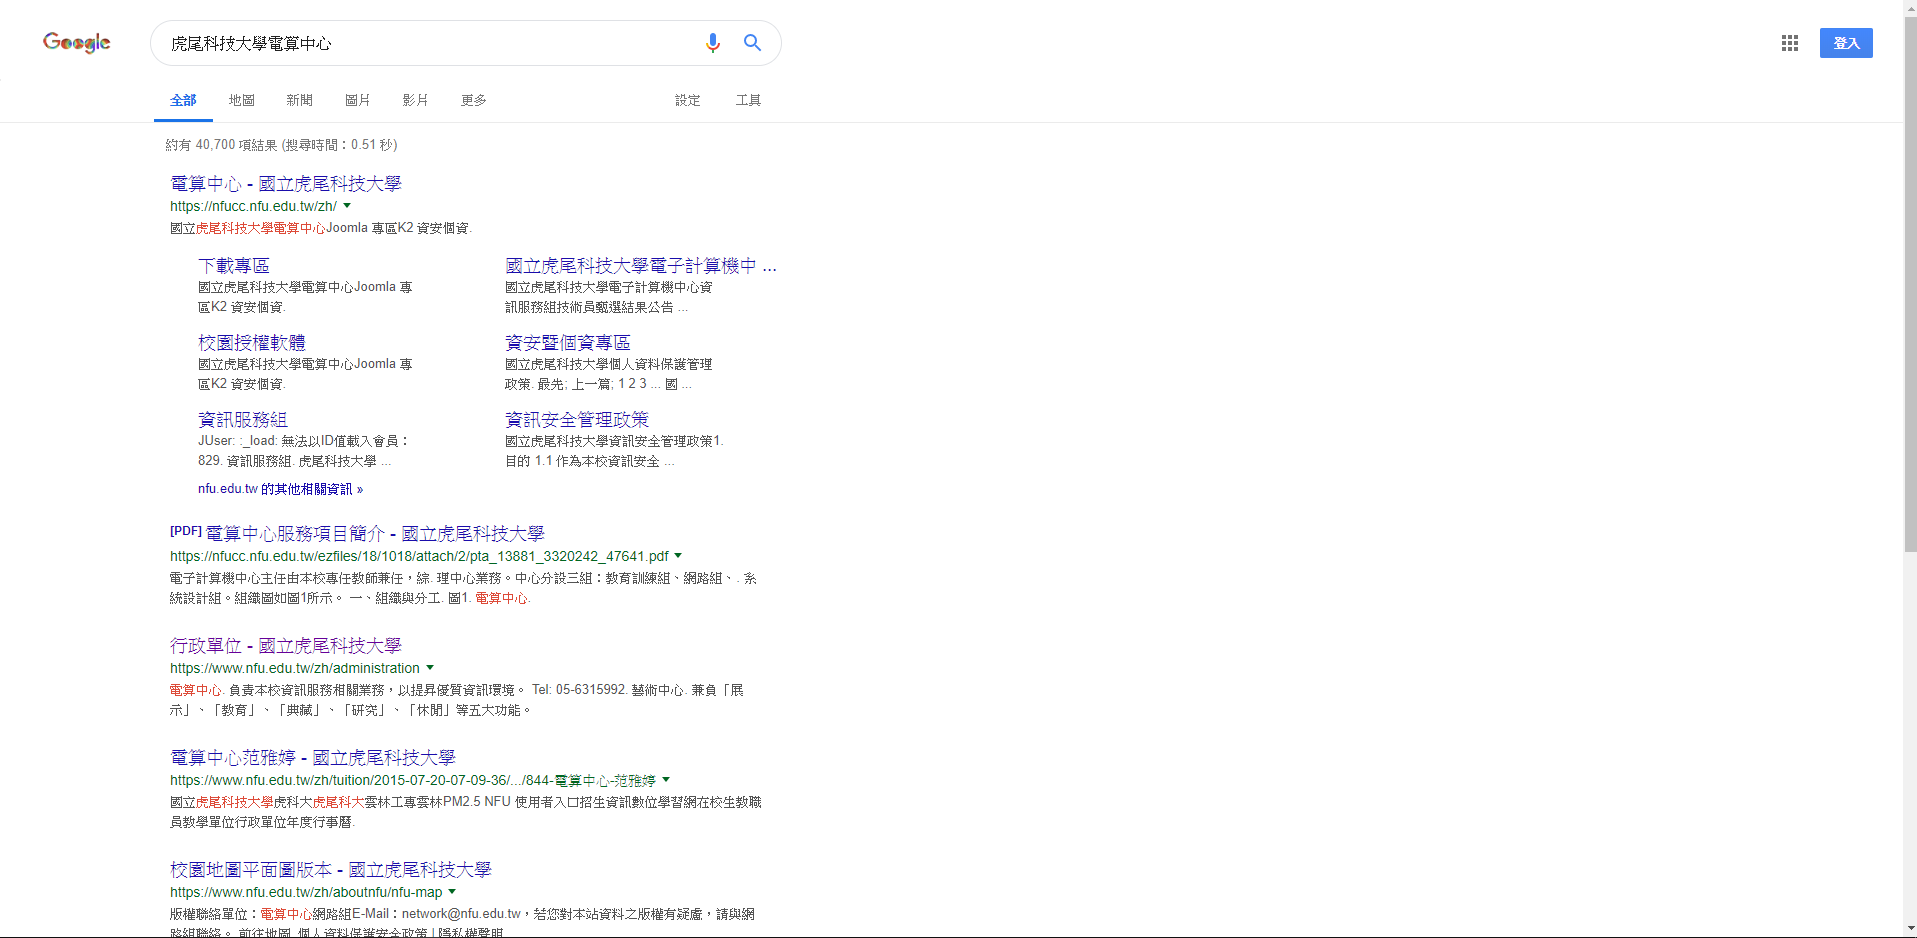 Google
虎尾科技大學電算中心
登入
全部 地圖 新聞 圖片 影片 更多 設定 工具
約有 40,700 項結果 (搜尋時間：0.51 秒)
電算中心 - 國立虎尾科技大學
https://nfucc.nfu.edu.tw/zh/
國立虎尾科技大學電算中心Joomla 專區K2 資安個資.
下載專區
國立虎尾科技大學電算中心Joomla 專
區K2 資安個資.
國立虎尾科技大學電子計算機中 ...
國立虎尾科技大學電子計算機中心資
訊服務組技術員甄選結果公告 ...
校園授權軟體
國立虎尾科技大學電算中心Joomla 專
區K2 資安個資.
資安暨個資專區
國立虎尾科技大學個人資料保護管理
政策. 最先; 上一篇; 1 2 3 ... 國 ...
資訊服務組
JUser: :_load: 無法以ID值載入會員：
829. 資訊服務組. 虎尾科技大學 ...
資訊安全管理政策
國立虎尾科技大學資訊安全管理政策1.
目的 1.1 作為本校資訊安全 ...
nfu.edu.tw 的其他相關資訊 »
[PDF] 電算中心服務項目簡介 - 國立虎尾科技大學
https://nfucc.nfu.edu.tw/ezfiles/18/1018/attach/2/pta_13881_3320242_47641.pdf
電子計算機中心主任由本校專任教師兼任，綜. 理中心業務。中心分設三組：教育訓練組、網路組、. 系
統設計組。組織圖如圖1所示。 一、組織與分工. 圖1. 電算中心.
行政單位 - 國立虎尾科技大學
https://www.nfu.edu.tw/zh/administration
電算中心. 負責本校資訊服務相關業務，以提昇優質資訊環境。 Tel: 05-6315992. 藝術中心. 兼負「展
示」、「教育」、「典藏」、「研究」、「休閒」等五大功能。
電算中心范雅婷 - 國立虎尾科技大學
https://www.nfu.edu.tw/zh/tuition/2015-07-20-07-09-36/.../844-電算中心-范雅婷
國立虎尾科技大學虎科大虎尾科大雲林工專雲林PM2.5 NFU 使用者入口招生資訊數位學習網在校生教職
員教學單位行政單位年度行事曆.
校園地圖平面圖版本 - 國立虎尾科技大學
https://www.nfu.edu.tw/zh/aboutnfu/nfu-map
版權聯絡單位：電算中心網路組E-Mail：network@nfu.edu.tw，若您對本站資料之版權有疑慮，請與網
路組聯絡。 前往地圖. 個人資料保護安全政策 | 隱私權聲明